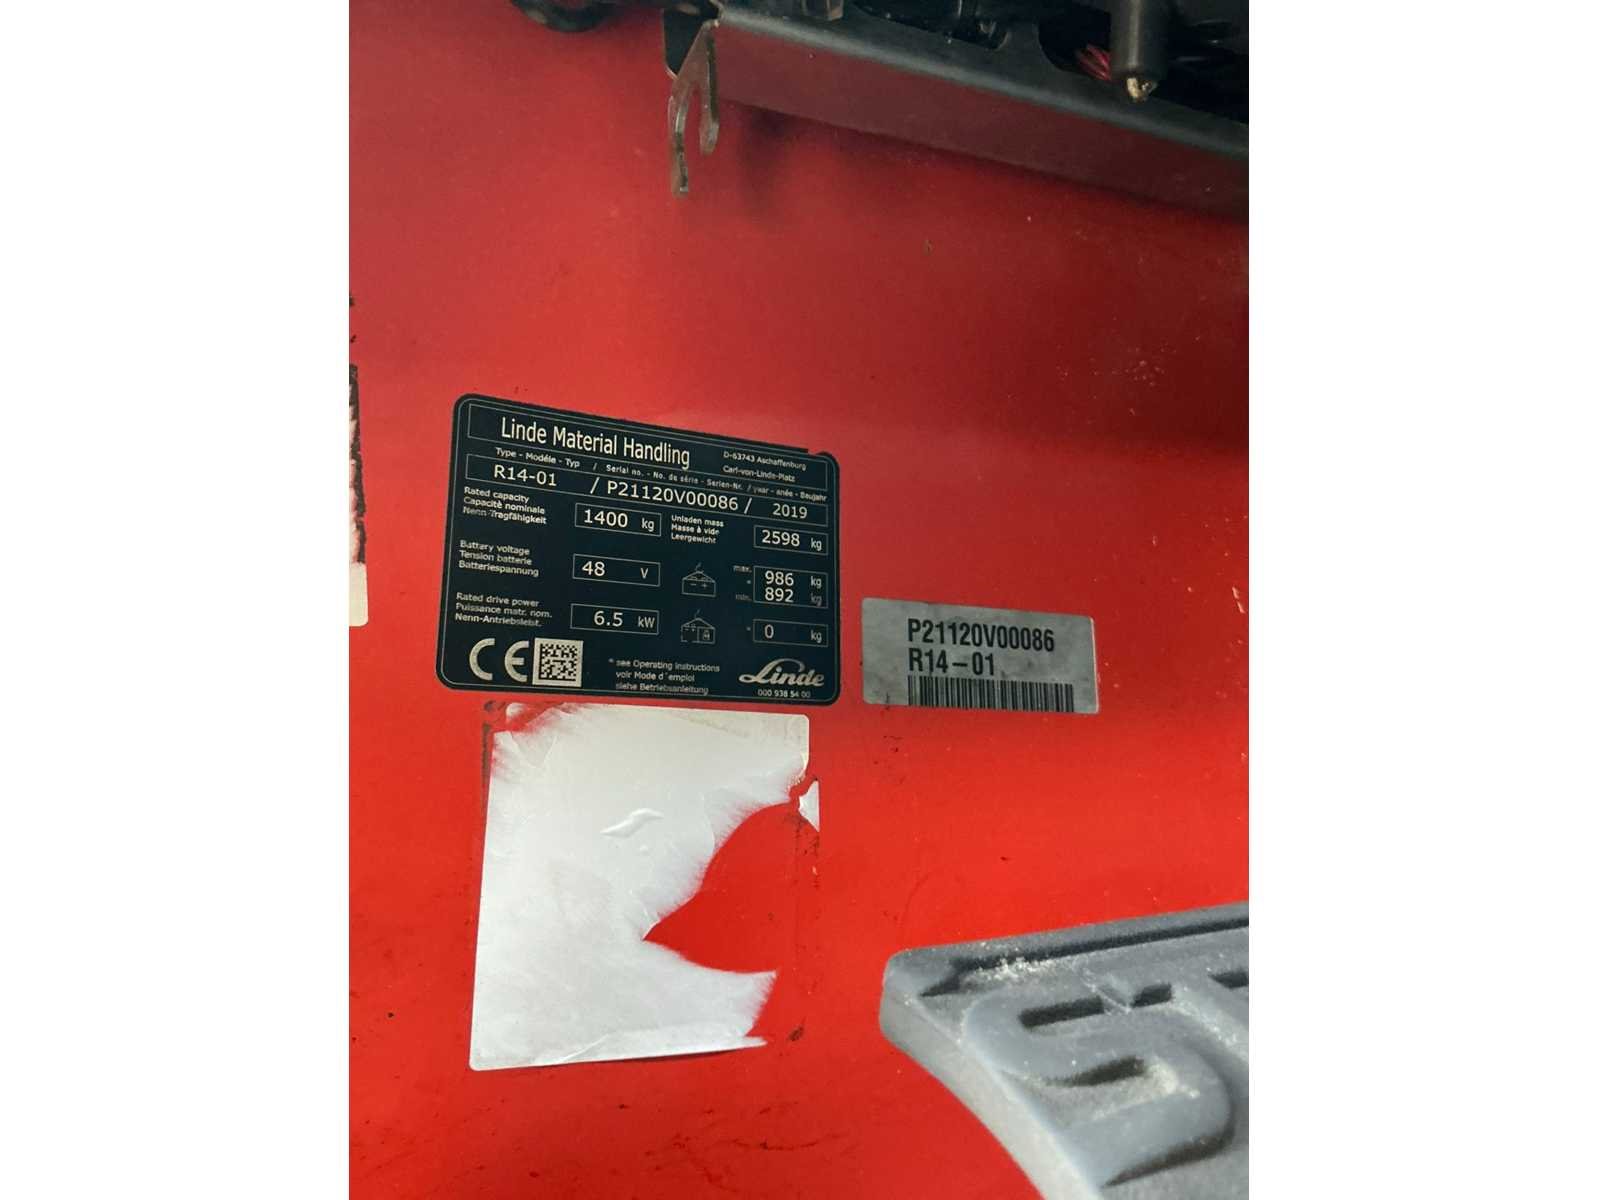 Linde Material Handling
D-63743 Aschaffenburg
Carl-von-Linde-Platz
Type - Modèle - Typ / Serial no. - No. de série - Serien-Nr. / year - anée - Baujahr
R14-01 / P21120V00086 / 2019
Rated capacity
Capacitè nominale
Nenn-Tragfähigkeit
1400 kg
Unladen mass
Masse à vide
Leergewicht
2598 kg
Battery voltage
Tension batterie
Batteriespannung
48 V
max. 986 kg
*
min. 892 kg
Rated drive power
Puissance matr. nom.
Nenn-Antriebsleist.
6.5 kW
* 0 kg
CE
* see Operating instructions
voir Mode d'emploi
siehe Betriebsanleitung
Linde
000 938 54 00
P21120V00086
R14-01
ST